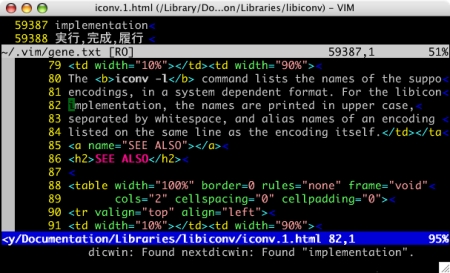 iconv.1.html (/Library/Do...on/Libraries/libiconv) - VIM
59387 implementation<
59388 実行,完成,履行 <
~/.vim/gene.txt [RO] 59387,1 51%
79 <td width="10%"></td><td width="90%"><
80 The <b>iconv -l</b> command lists the names of the suppo
81 encodings, in a system dependent format. For the libicon
82 implementation, the names are printed in upper case,<
83 separated by whitespace, and alias names of an encoding <
84 listed on the same line as the encoding itself.</td></ta
85 <a name="SEE ALSO"></a><
86 <h2>SEE ALSO</h2><
87 <
88 <table width="100%" border=0 rules="none" frame="void"<
89 cols="2" cellspacing="0" cellpadding="0"><
90 <tr valign="top" align="left"><
91 <td width="10%"></td><td width="90%"><
<y/Documentation/Libraries/libiconv/iconv.1.html 82,1 95%
dicwin: Found nextdicwin: Found "implementation".